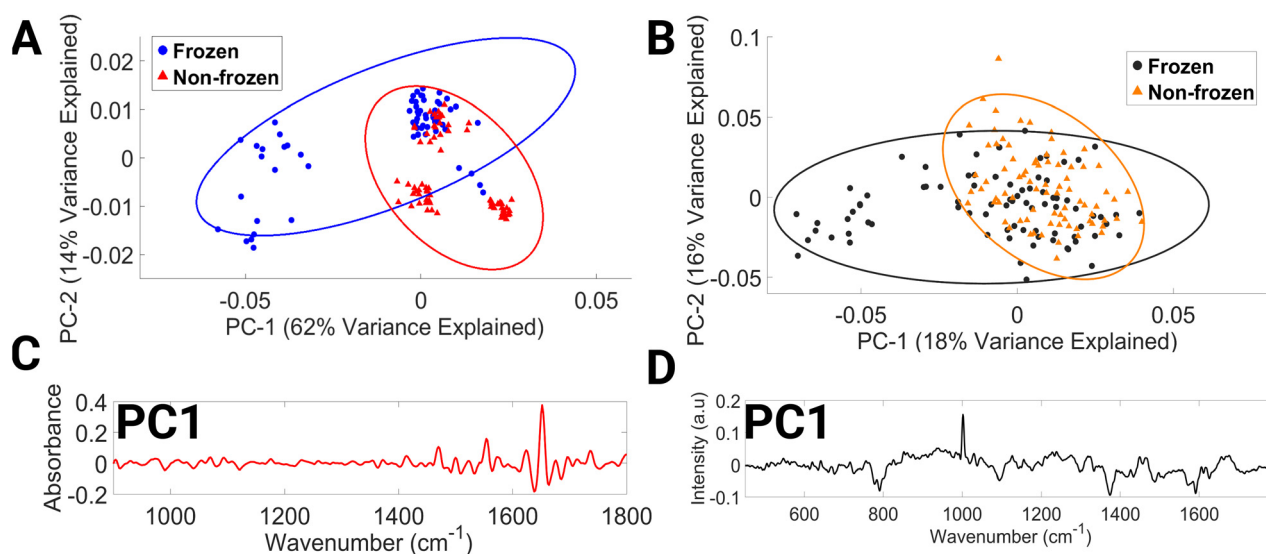 A
PC-2 (14% Variance Explained)
0.02
0.01
0
-0.01
-0.02
Frozen
Non-frozen
-0.05
0
0.05
PC-1 (62% Variance Explained)
B
PC-2 (16% Variance Explained)
0.1
0.05
0
-0.05
Frozen
Non-frozen
-0.05
0
0.05
PC-1 (18% Variance Explained)
C
Absorbance
0.4
0.2
0
-0.2
PC1
1000
1200
1400
1600
1800
Wavenumber (cm⁻¹)
D
Intensity (a.u)
0.2
0.1
0
-0.1
PC1
600
800
1000
1200
1400
1600
Wavenumber (cm⁻¹)